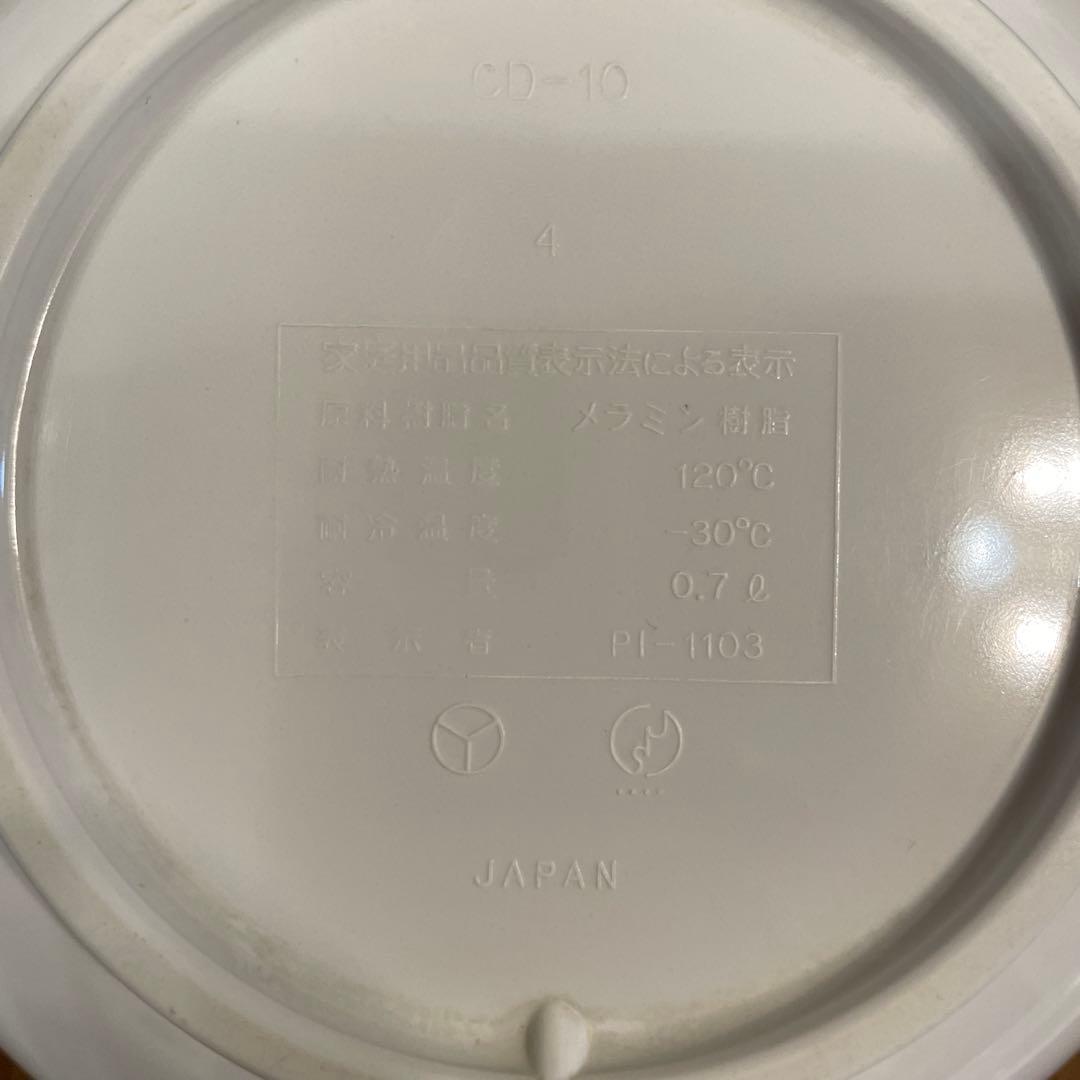 CD-10
4
家庭用品品質表示法による表示
原料樹脂名 メラミン樹脂
耐熱温度 120℃
耐冷温度 -30℃
容量 0.7ℓ
表示者 PI-1103
JAPAN